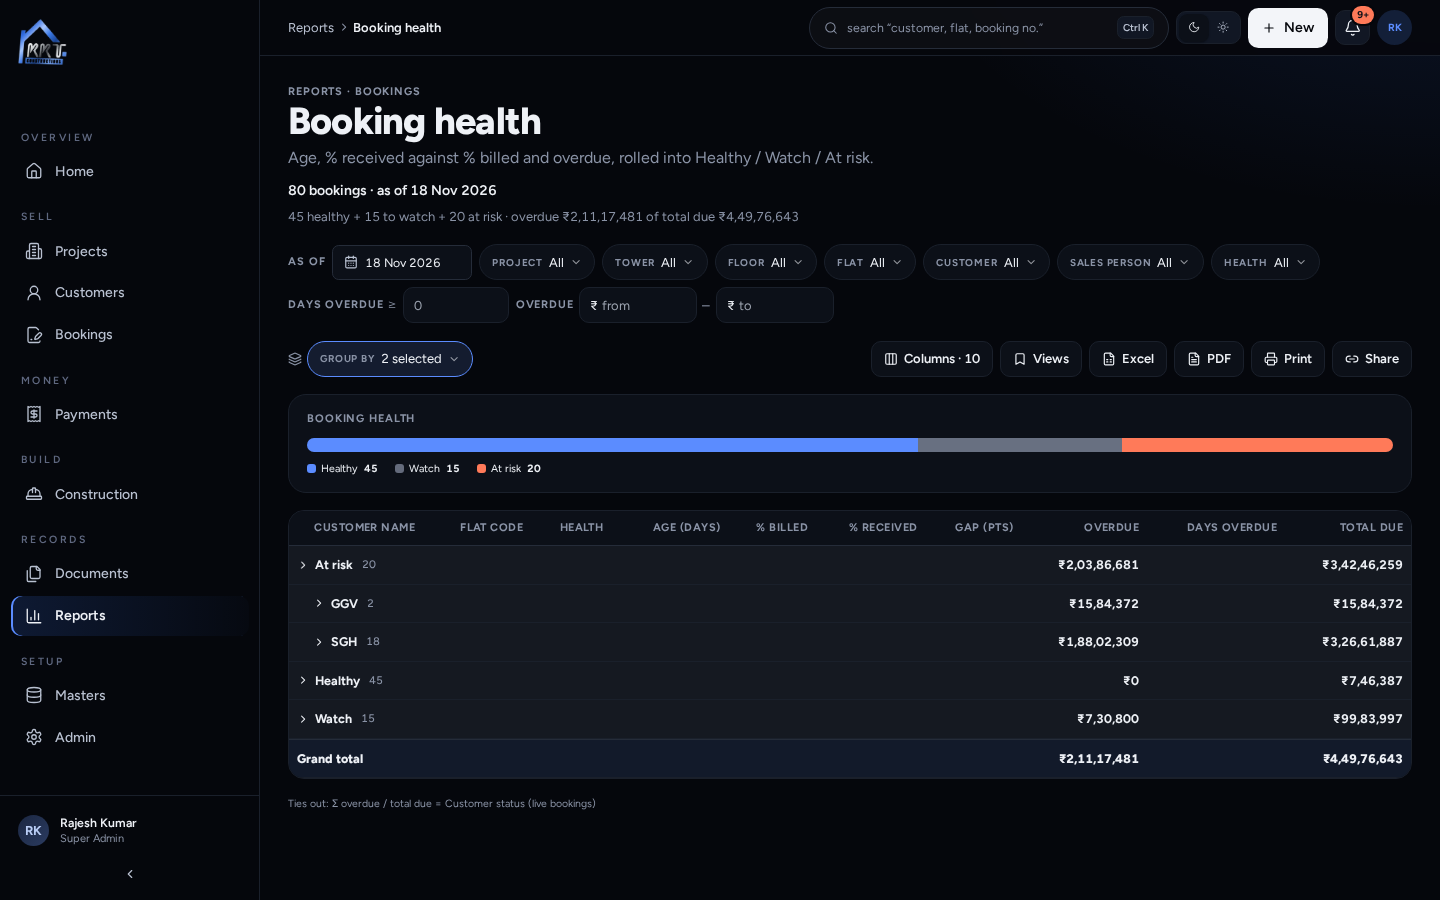 Reports > Booking health
search “customer, flat, booking no.”
Ctrl K
+ New
9+
RK
OVERVIEW
Home
SELL
Projects
Customers
Bookings
MONEY
Payments
BUILD
Construction
RECORDS
Documents
Reports
SETUP
Masters
Admin
RK
Rajesh Kumar
Super Admin
REPORTS · BOOKINGS
Booking health
Age, % received against % billed and overdue, rolled into Healthy / Watch / At risk.
80 bookings · as of 18 Nov 2026
45 healthy + 15 to watch + 20 at risk · overdue ₹2,11,17,481 of total due ₹4,49,76,643
AS OF 18 Nov 2026 PROJECT All TOWER All FLOOR All FLAT All CUSTOMER All SALES PERSON All HEALTH All
DAYS OVERDUE ≥ 0 OVERDUE ₹ from – ₹ to
GROUP BY 2 selected Columns · 10 Views Excel PDF Print Share
BOOKING HEALTH
Healthy 45 Watch 15 At risk 20
CUSTOMER NAME FLAT CODE HEALTH AGE (DAYS) % BILLED % RECEIVED GAP (PTS) OVERDUE DAYS OVERDUE TOTAL DUE
At risk 20 ₹2,03,86,681 ₹3,42,46,259
GGV 2 ₹15,84,372 ₹15,84,372
SGH 18 ₹1,88,02,309 ₹3,26,61,887
Healthy 45 ₹0 ₹7,46,387
Watch 15 ₹7,30,800 ₹99,83,997
Grand total ₹2,11,17,481 ₹4,49,76,643
Ties out: Σ overdue / total due = Customer status (live bookings)